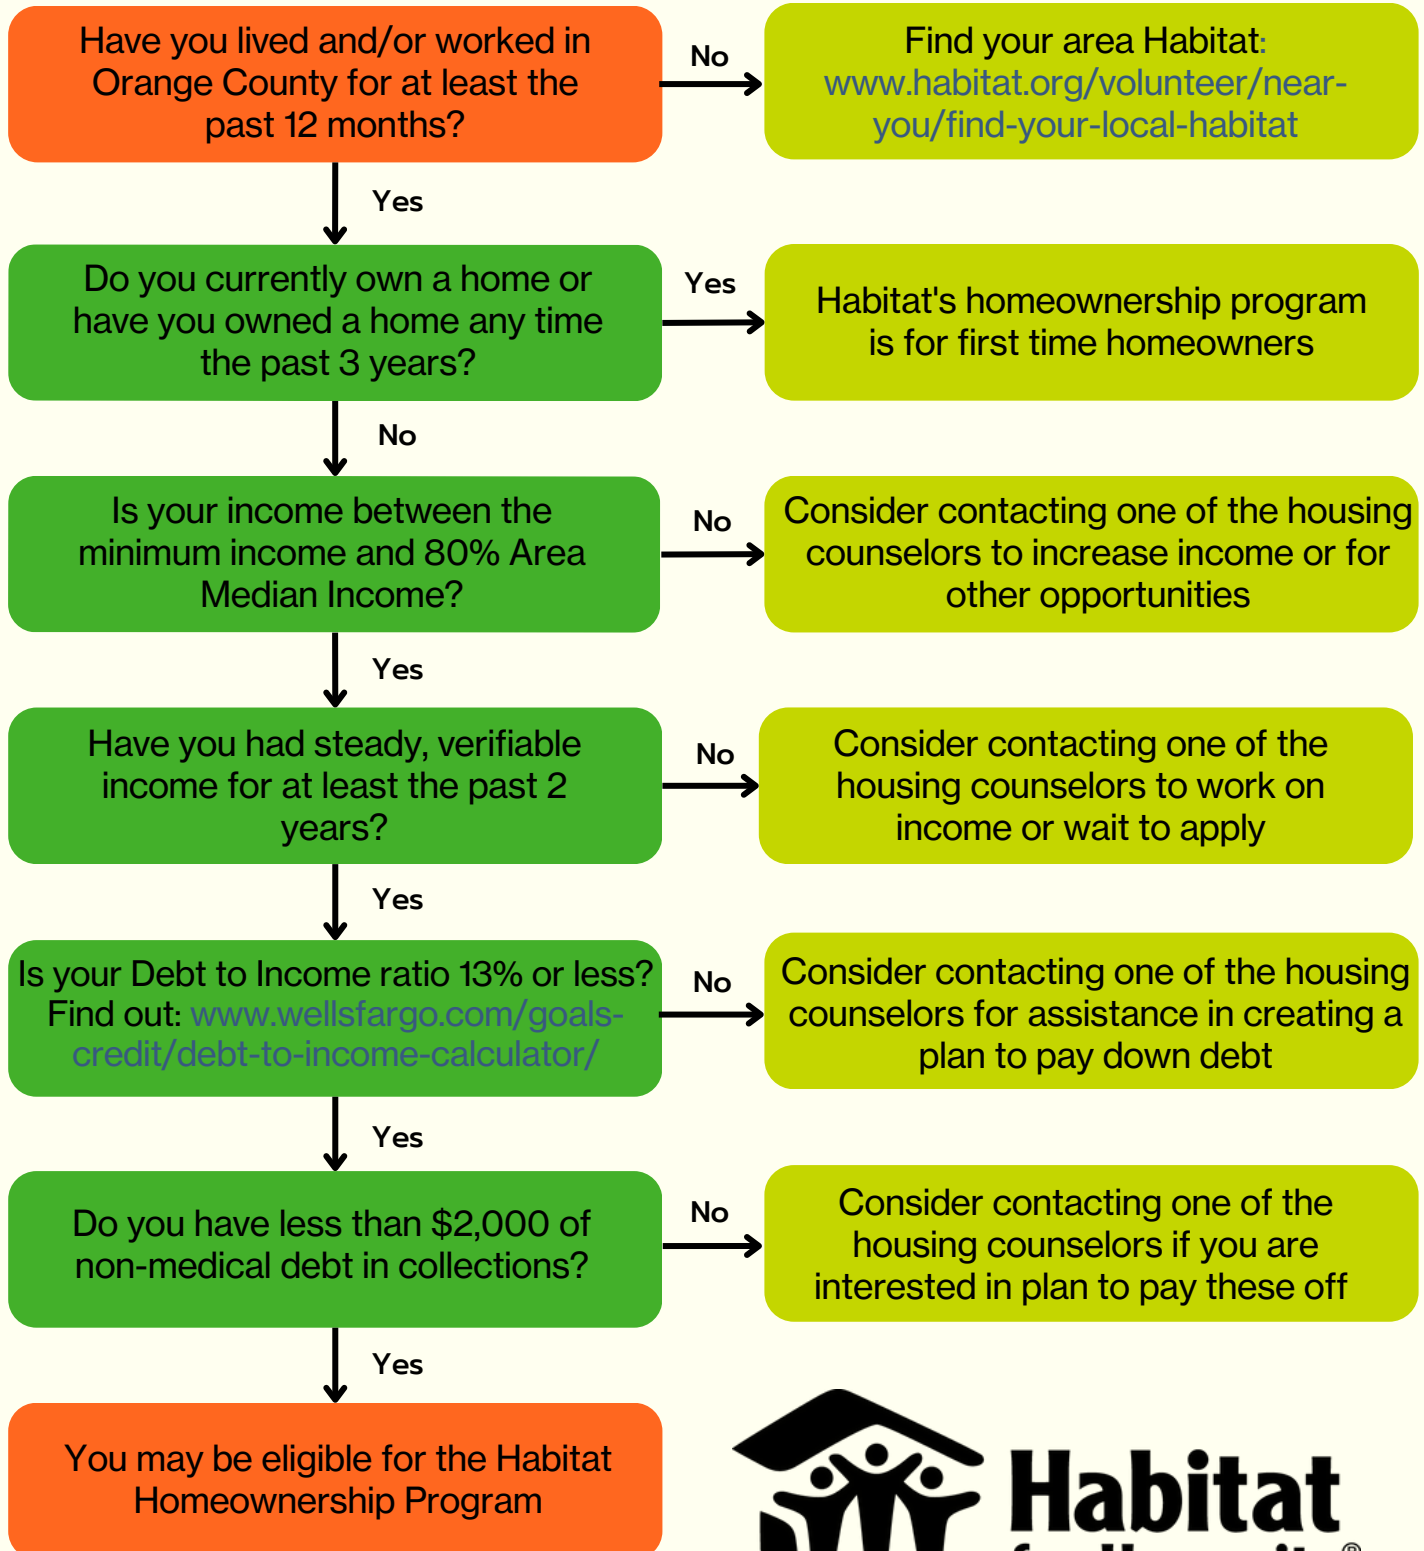 Have you lived and/or worked in
Orange County for at least the
past 12 months?
No
Find your area Habitat:
www.habitat.org/volunteer/near-
you/find-your-local-habitat
Yes
Do you currently own a home or
have you owned a home any time
the past 3 years?
Yes
Habitat's homeownership program
is for first time homeowners
No
Is your income between the
minimum income and 80% Area
Median Income?
No
Consider contacting one of the housing
counselors to increase income or for
other opportunities
Yes
Have you had steady, verifiable
income for at least the past 2
years?
No
Consider contacting one of the
housing counselors to work on
income or wait to apply
Yes
Is your Debt to Income ratio 13% or less?
Find out: www.wellsfargo.com/goals-
credit/debt-to-income-calculator/
No
Consider contacting one of the housing
counselors for assistance in creating a
plan to pay down debt
Yes
Do you have less than $2,000 of
non-medical debt in collections?
No
Consider contacting one of the
housing counselors if you are
interested in plan to pay these off
Yes
You may be eligible for the Habitat
Homeownership Program
Habitat
for Humanity®